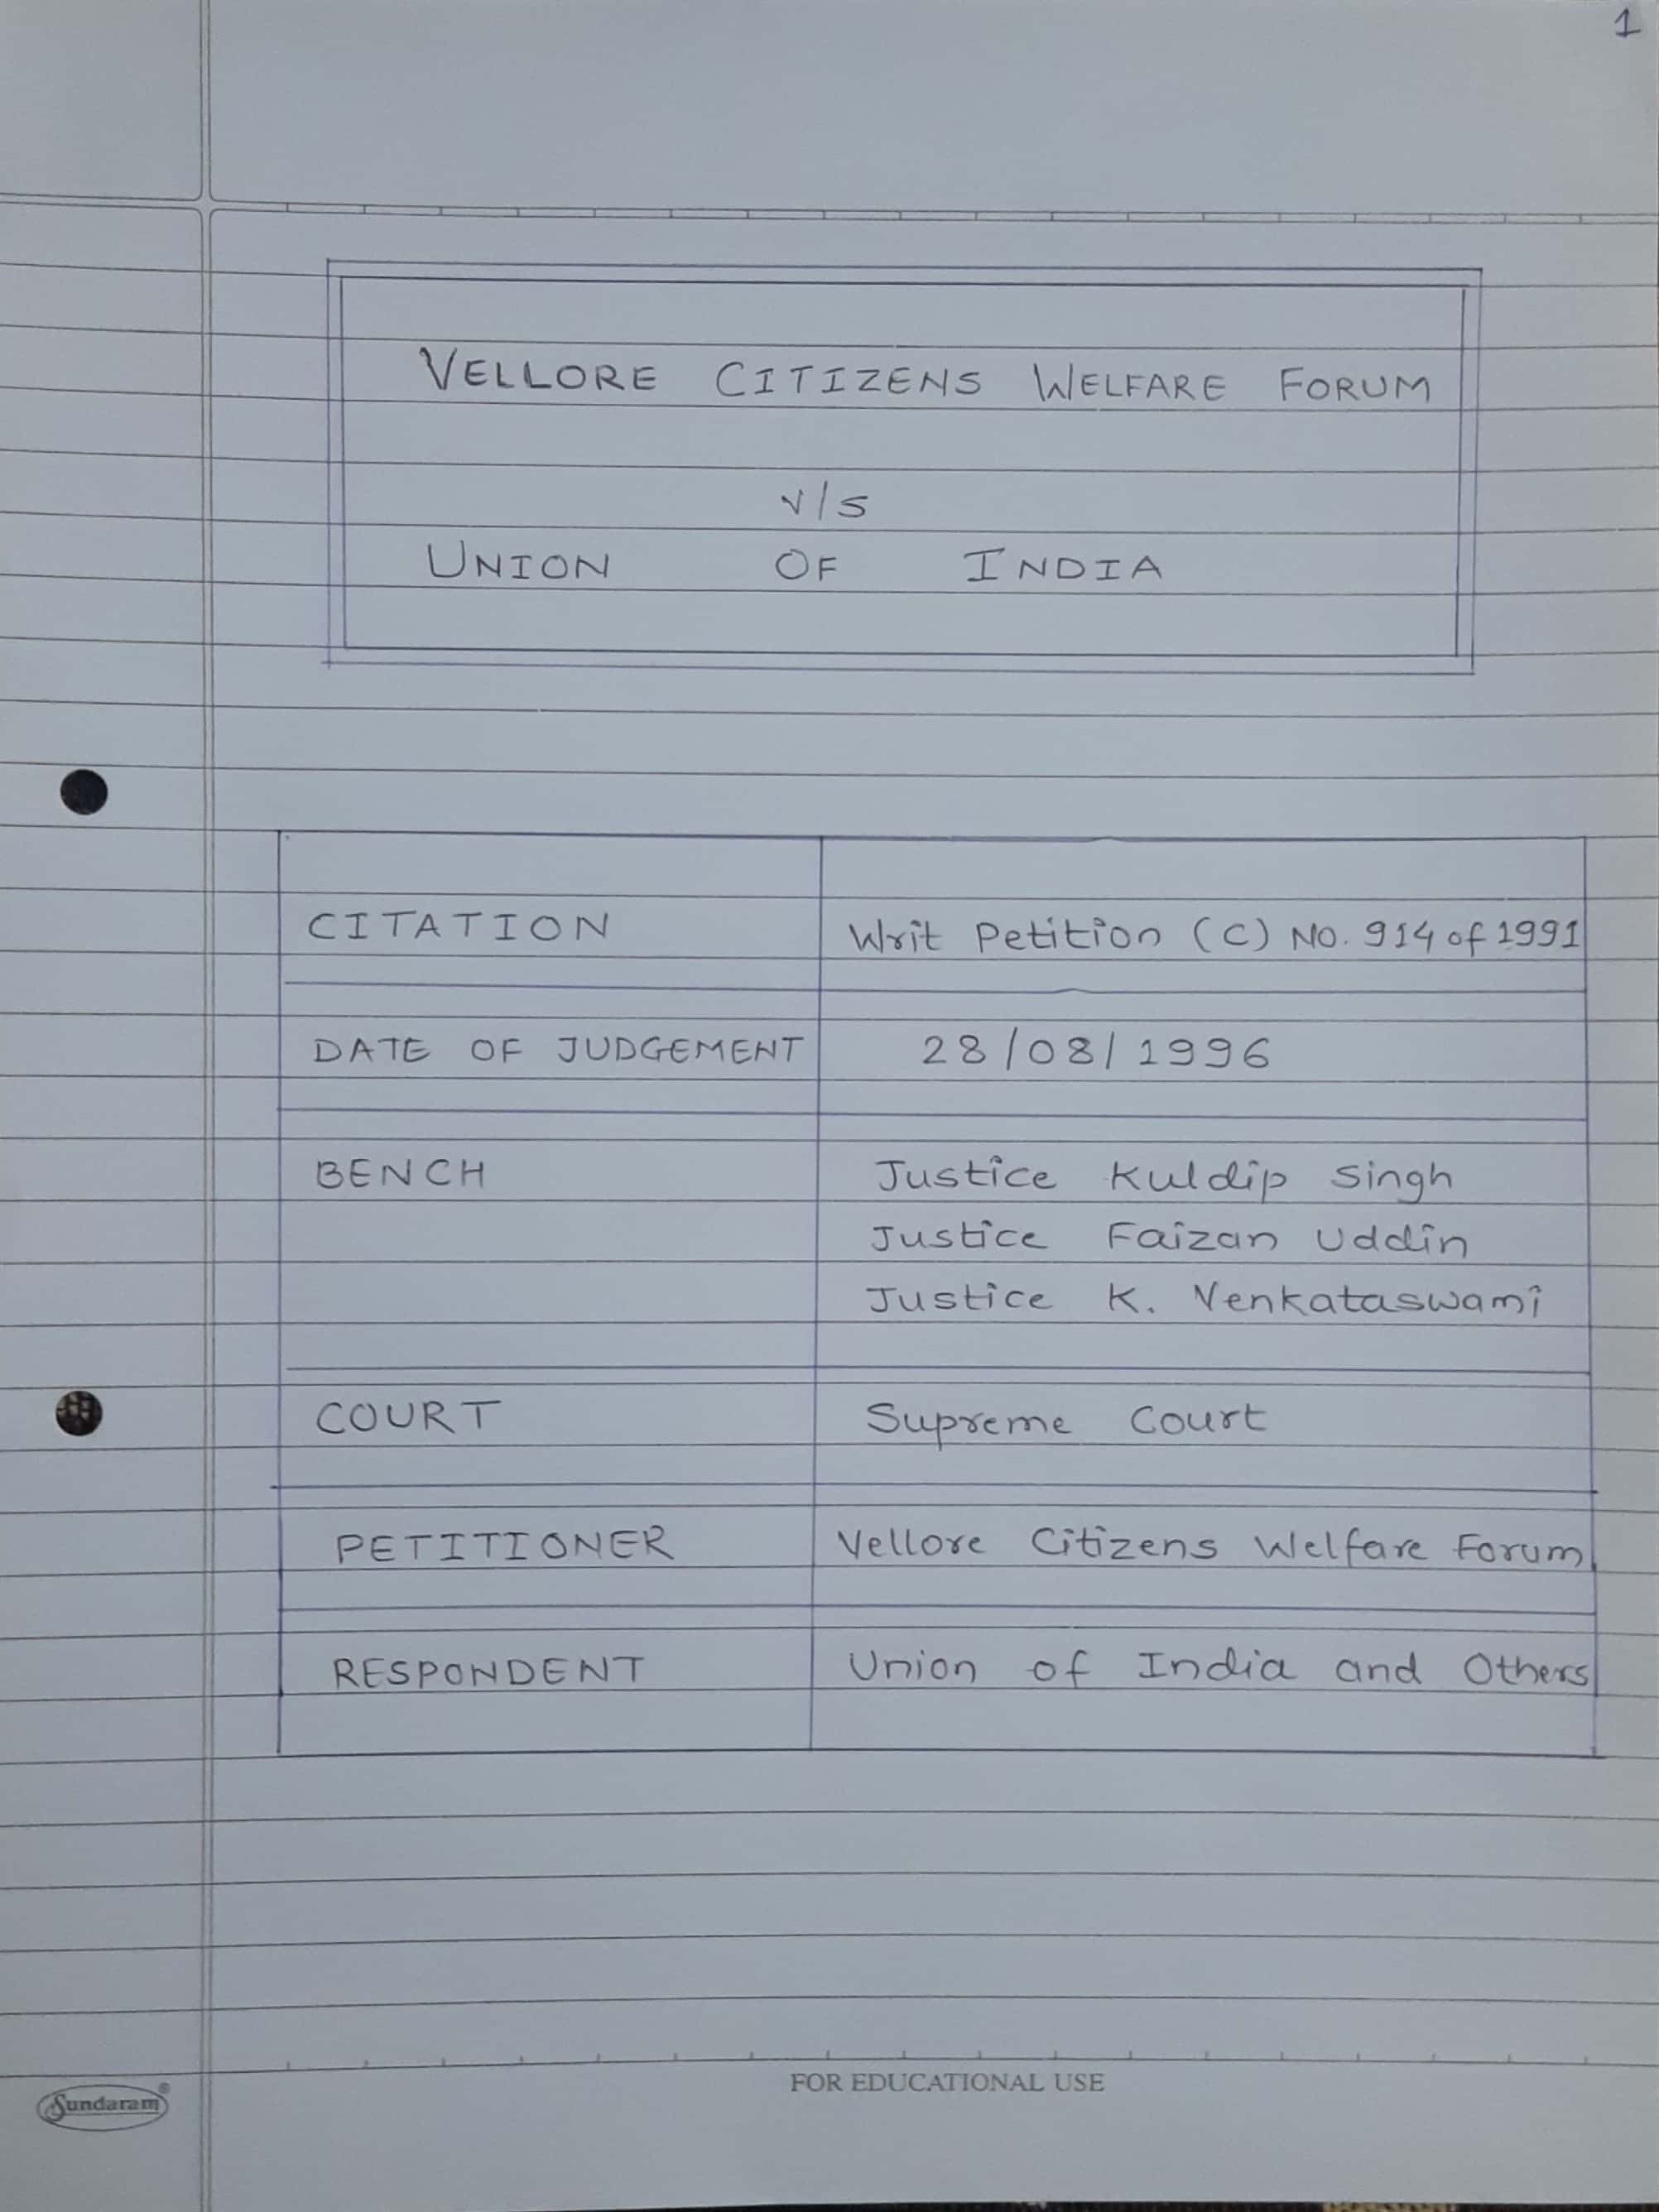 1
VELLORE CITIZENS WELFARE FORUM
v/s
UNION OF INDIA
CITATION Writ Petition (C) NO. 914 of 1991
DATE OF JUDGEMENT 28/08/1996
BENCH Justice Kuldip Singh
Justice Faizan Uddin
Justice K. Venkataswami
COURT Supreme Court
PETITIONER Vellore Citizens Welfare Forum
RESPONDENT Union of India and Others
FOR EDUCATIONAL USE
Sundaram®